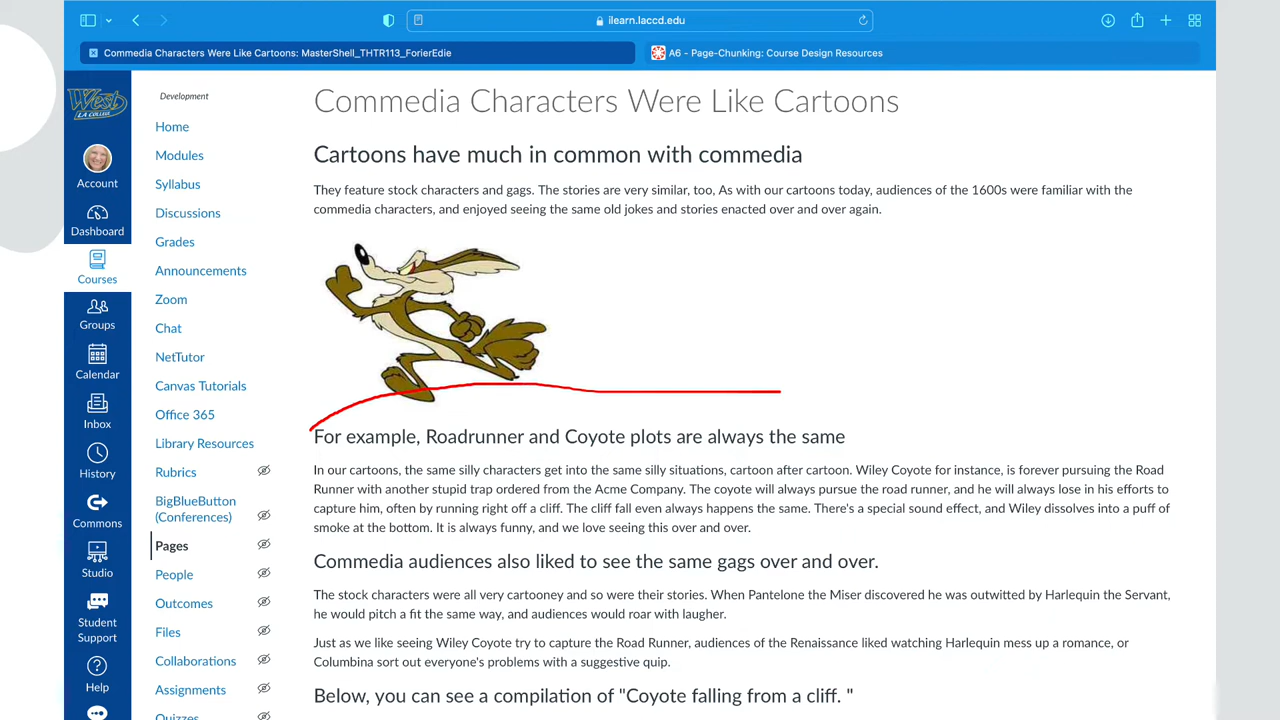 ilearn.laccd.edu
Commedia Characters Were Like Cartoons: MasterShell_THTR113_ForierEdie
A6 - Page-Chunking: Course Design Resources
West
LA COLLEGE
Account
Dashboard
Courses
Groups
Calendar
Inbox
History
Commons
Studio
Student
Support
Help
Development
Home
Modules
Syllabus
Discussions
Grades
Announcements
Zoom
Chat
NetTutor
Canvas Tutorials
Office 365
Library Resources
Rubrics
BigBlueButton
(Conferences)
Pages
People
Outcomes
Files
Collaborations
Assignments
Quizzes
Commedia Characters Were Like Cartoons
Cartoons have much in common with commedia
They feature stock characters and gags. The stories are very similar, too, As with our cartoons today, audiences of the 1600s were familiar with the
commedia characters, and enjoyed seeing the same old jokes and stories enacted over and over again.
For example, Roadrunner and Coyote plots are always the same
In our cartoons, the same silly characters get into the same silly situations, cartoon after cartoon. Wiley Coyote for instance, is forever pursuing the Road
Runner with another stupid trap ordered from the Acme Company. The coyote will always pursue the road runner, and he will always lose in his efforts to
capture him, often by running right off a cliff. The cliff fall even always happens the same. There's a special sound effect, and Wiley dissolves into a puff of
smoke at the bottom. It is always funny, and we love seeing this over and over.
Commedia audiences also liked to see the same gags over and over.
The stock characters were all very cartooney and so were their stories. When Pantelone the Miser discovered he was outwitted by Harlequin the Servant,
he would pitch a fit the same way, and audiences would roar with laugher.
Just as we like seeing Wiley Coyote try to capture the Road Runner, audiences of the Renaissance liked watching Harlequin mess up a romance, or
Columbina sort out everyone's problems with a suggestive quip.
Below, you can see a compilation of "Coyote falling from a cliff. "